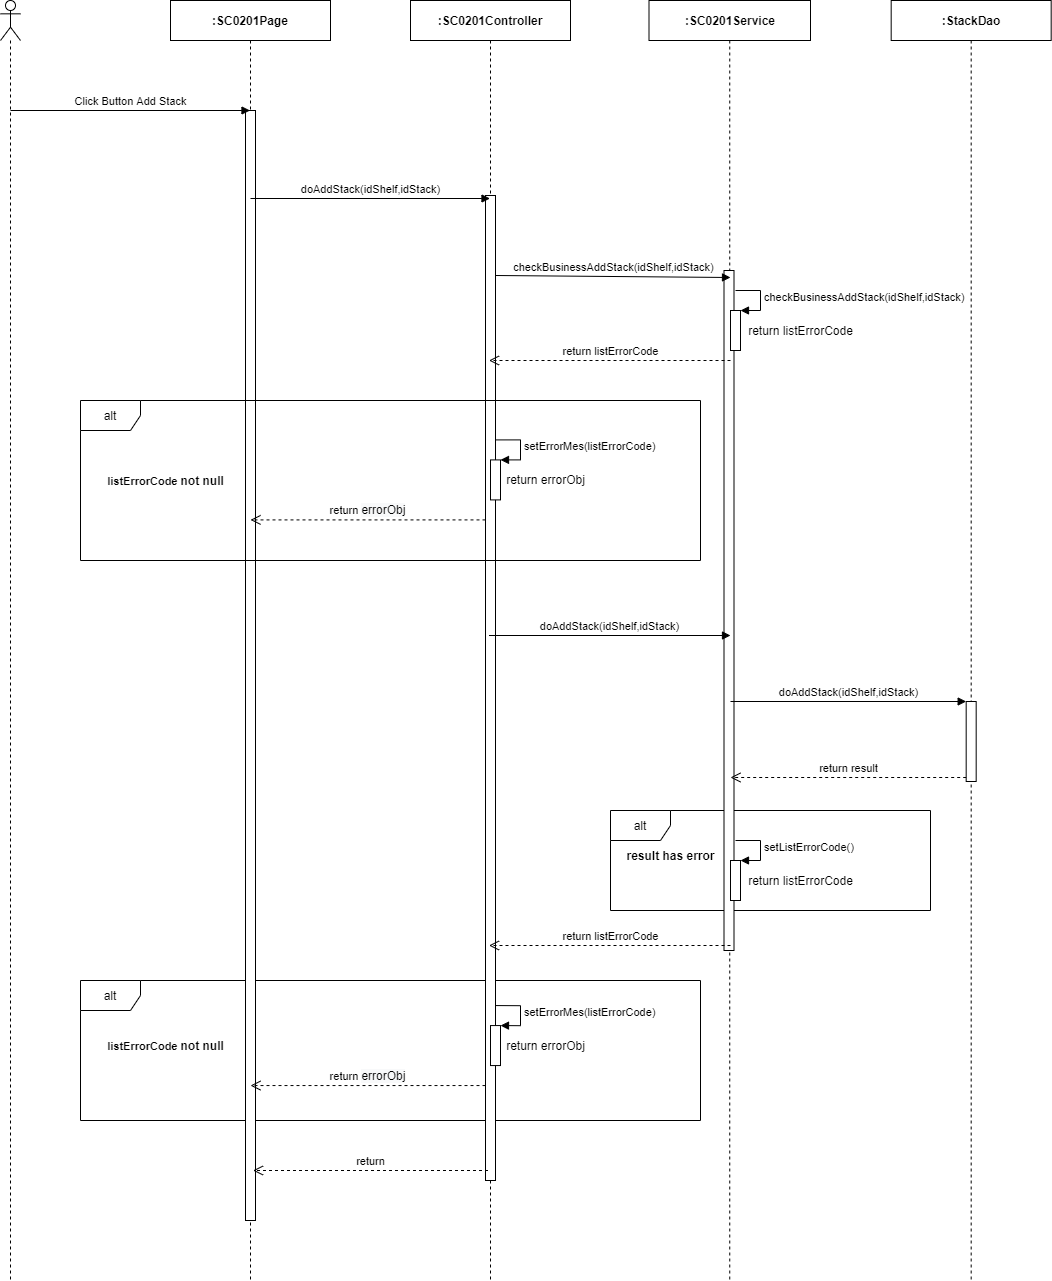 :SC0201Page
:SC0201Controller
:SC0201Service
:StackDao
Click Button Add Stack
doAddStack(idShelf,idStack)
checkBusinessAddStack(idShelf,idStack)
checkBusinessAddStack(idShelf,idStack)
return listErrorCode
return listErrorCode
alt
setErrorMes(listErrorCode)
listErrorCode not null
return errorObj
return errorObj
doAddStack(idShelf,idStack)
doAddStack(idShelf,idStack)
return result
alt
setListErrorCode()
result has error
return listErrorCode
return listErrorCode
alt
setErrorMes(listErrorCode)
listErrorCode not null
return errorObj
return errorObj
return